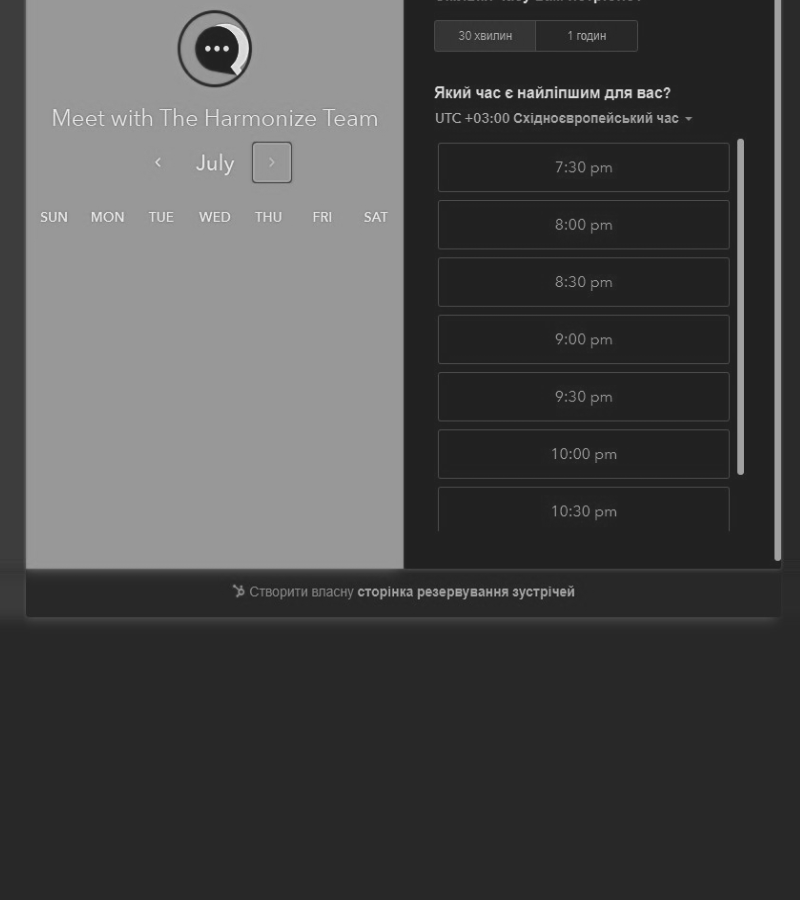 Meet with The Harmonize Team
July
SUN MON TUE WED THU FRI SAT
30 хвилин 1 годин
Який час є найліпшим для вас?
UTC +03:00 Східноєвропейський час
7:30 pm
8:00 pm
8:30 pm
9:00 pm
9:30 pm
10:00 pm
10:30 pm
Створити власну сторінка резервування зустрічей